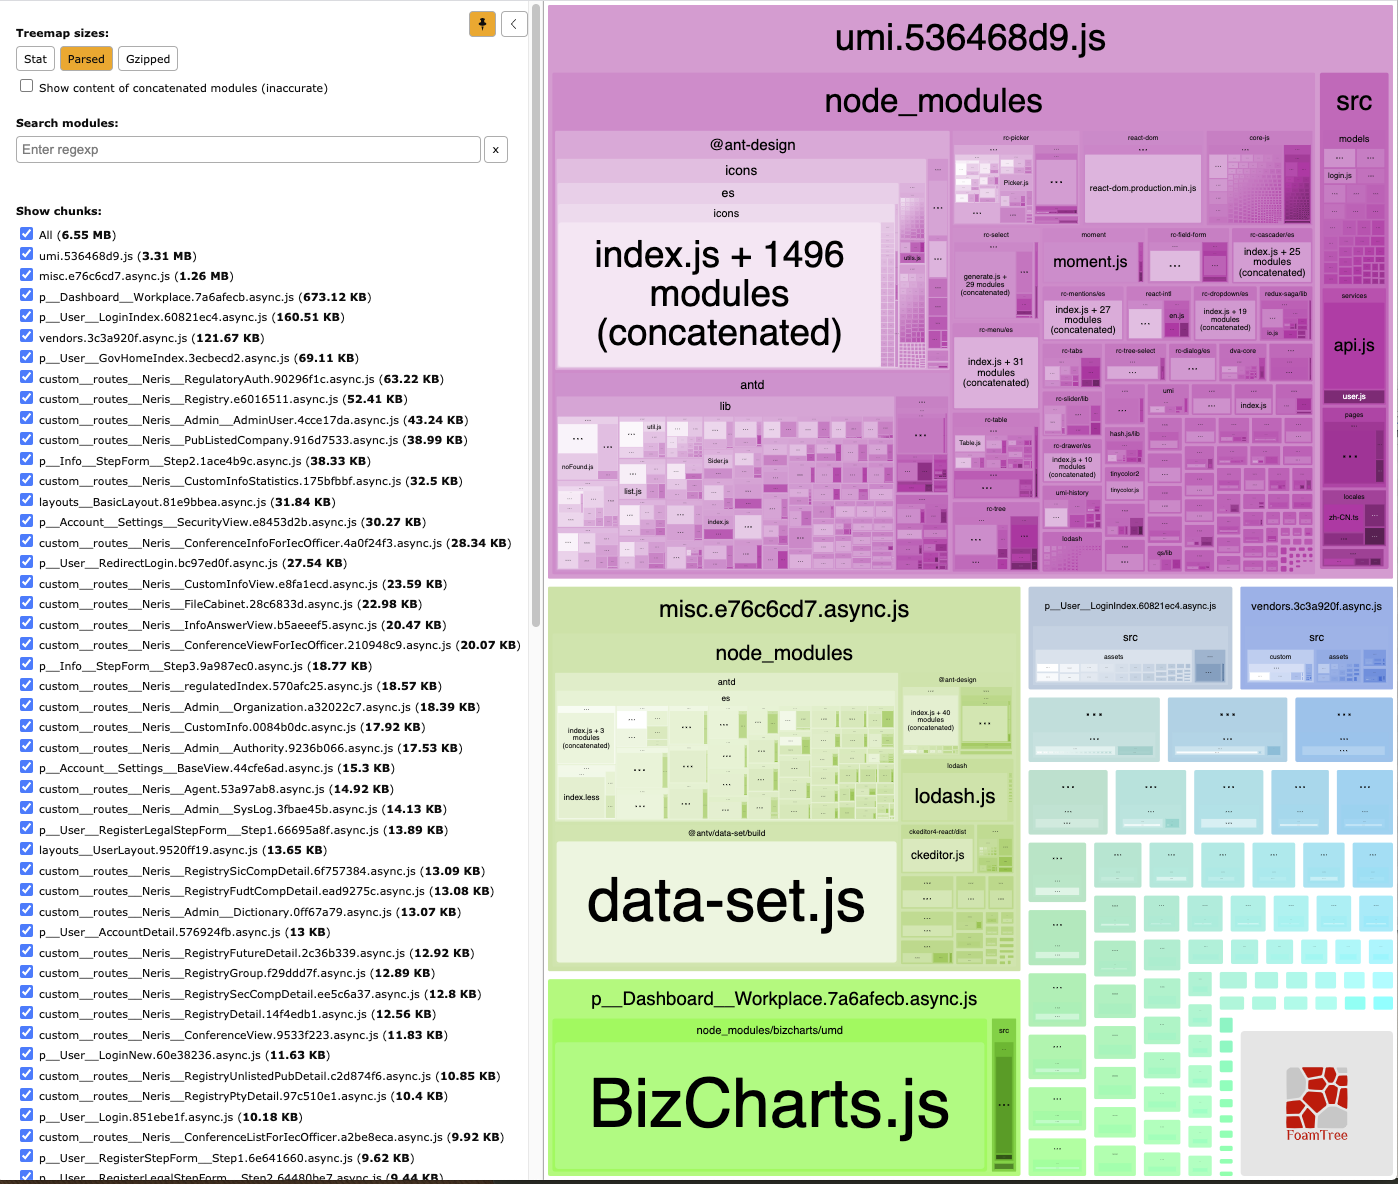 Treemap sizes:
Stat
Parsed
Gzipped
Show content of concatenated modules (inaccurate)
Search modules:
Enter regexp
x
Show chunks:
All (6.55 MB)
umi.536468d9.js (3.31 MB)
misc.e76c6cd7.async.js (1.26 MB)
p__Dashboard__Workplace.7a6afecb.async.js (673.12 KB)
p__User__LoginIndex.60821ec4.async.js (160.51 KB)
vendors.3c3a920f.async.js (121.67 KB)
p__User__GovHomeIndex.3ecbecd2.async.js (69.11 KB)
custom__routes__Neris__RegulatoryAuth.90296f1c.async.js (63.22 KB)
custom__routes__Neris__Registry.e6016511.async.js (52.41 KB)
custom__routes__Neris__Admin__AdminUser.4cce17da.async.js (43.24 KB)
custom__routes__Neris__PubListedCompany.916d7533.async.js (38.99 KB)
p__Info__StepForm__Step2.1ace4b9c.async.js (38.33 KB)
custom__routes__Neris__CustomInfoStatistics.175bfbbf.async.js (32.5 KB)
layouts__BasicLayout.81e9bbea.async.js (31.84 KB)
p__Account__Settings__SecurityView.e8453d2b.async.js (30.27 KB)
custom__routes__Neris__ConferenceInfoForIecOfficer.4a0f24f3.async.js (28.34 KB)
p__User__RedirectLogin.bc97ed0f.async.js (27.54 KB)
custom__routes__Neris__CustomInfoView.e8fa1ecd.async.js (23.59 KB)
custom__routes__Neris__FileCabinet.28c6833d.async.js (22.98 KB)
custom__routes__Neris__InfoAnswerView.b5aeeef5.async.js (20.47 KB)
custom__routes__Neris__ConferenceViewForIecOfficer.210948c9.async.js (20.07 KB)
p__Info__StepForm__Step3.9a987ec0.async.js (18.77 KB)
custom__routes__Neris__regulatedIndex.570afc25.async.js (18.57 KB)
custom__routes__Neris__Admin__Organization.a32022c7.async.js (18.39 KB)
custom__routes__Neris__CustomInfo.0084b0dc.async.js (17.92 KB)
custom__routes__Neris__Admin__Authority.9236b066.async.js (17.53 KB)
p__Account__Settings__BaseView.44cfe6ad.async.js (15.3 KB)
custom__routes__Neris__Agent.53a97ab8.async.js (14.92 KB)
custom__routes__Neris__Admin__SysLog.3fbae45b.async.js (14.13 KB)
p__User__RegisterLegalStepForm__Step1.66695a8f.async.js (13.89 KB)
layouts__UserLayout.9520ff19.async.js (13.65 KB)
custom__routes__Neris__RegistrySicCompDetail.6f757384.async.js (13.09 KB)
custom__routes__Neris__RegistryFudtCompDetail.ead9275c.async.js (13.08 KB)
custom__routes__Neris__Admin__Dictionary.0ff67a79.async.js (13.07 KB)
p__User__AccountDetail.576924fb.async.js (13 KB)
custom__routes__Neris__RegistryFutureDetail.2c36b339.async.js (12.92 KB)
custom__routes__Neris__RegistryGroup.f29ddd7f.async.js (12.89 KB)
custom__routes__Neris__RegistrySecCompDetail.ee5c6a37.async.js (12.8 KB)
custom__routes__Neris__RegistryDetail.14f4edb1.async.js (12.56 KB)
custom__routes__Neris__ConferenceView.9533f223.async.js (11.83 KB)
p__User__LoginNew.60e38236.async.js (11.63 KB)
custom__routes__Neris__RegistryUnlistedPubDetail.c2d874f6.async.js (10.85 KB)
custom__routes__Neris__RegistryPtyDetail.97c510e1.async.js (10.4 KB)
p__User__Login.851ebe1f.async.js (10.18 KB)
custom__routes__Neris__ConferenceListForIecOfficer.a2be8eca.async.js (9.92 KB)
p__User__RegisterStepForm__Step1.6e641660.async.js (9.62 KB)
p__User__RegisterLegalStepForm__Step2.64480be7.async.js (9.44 KB)
umi.536468d9.js
node_modules
src
@ant-design
icons
es
icons
index.js + 1496
modules
(concatenated)
utils.js
antd
lib
util.js
noFound.js
Sider.js
list.js
index.js
rc-picker
Picker.js
react-dom
react-dom.production.min.js
core-js
rc-select
generate.js +
29 modules
(concatenated)
moment
moment.js
rc-field-form
rc-cascader/es
index.js + 25
modules
(concatenated)
rc-mentions/es
index.js + 27
modules
(concatenated)
react-intl
en.js
rc-dropdown/es
index.js + 19
modules
(concatenated)
redux-saga/lib
io.js
rc-menu/es
index.js + 31
modules
(concatenated)
rc-tabs
rc-tree-select
rc-dialog/es
dva-core
rc-slider/lib
umi
index.js
rc-table
Table.js
hash.js/lib
rc-drawer/es
index.js + 10
modules
(concatenated)
tinycolor2
tinycolor.js
umi-history
rc-tree
lodash
qs/lib
models
login.js
services
api.js
user.js
pages
locales
zh-CN.ts
misc.e76c6cd7.async.js
node_modules
antd
es
index.js + 3
modules
(concatenated)
index.less
@ant-design
index.js + 40
modules
(concatenated)
lodash
lodash.js
@antv/data-set/build
data-set.js
ckeditor4-react/dist
ckeditor.js
p__Dashboard__Workplace.7a6afecb.async.js
node_modules/bizcharts/umd
BizCharts.js
src
p__User__LoginIndex.60821ec4.async.js
src
assets
vendors.3c3a920f.async.js
src
custom
assets
FoamTree